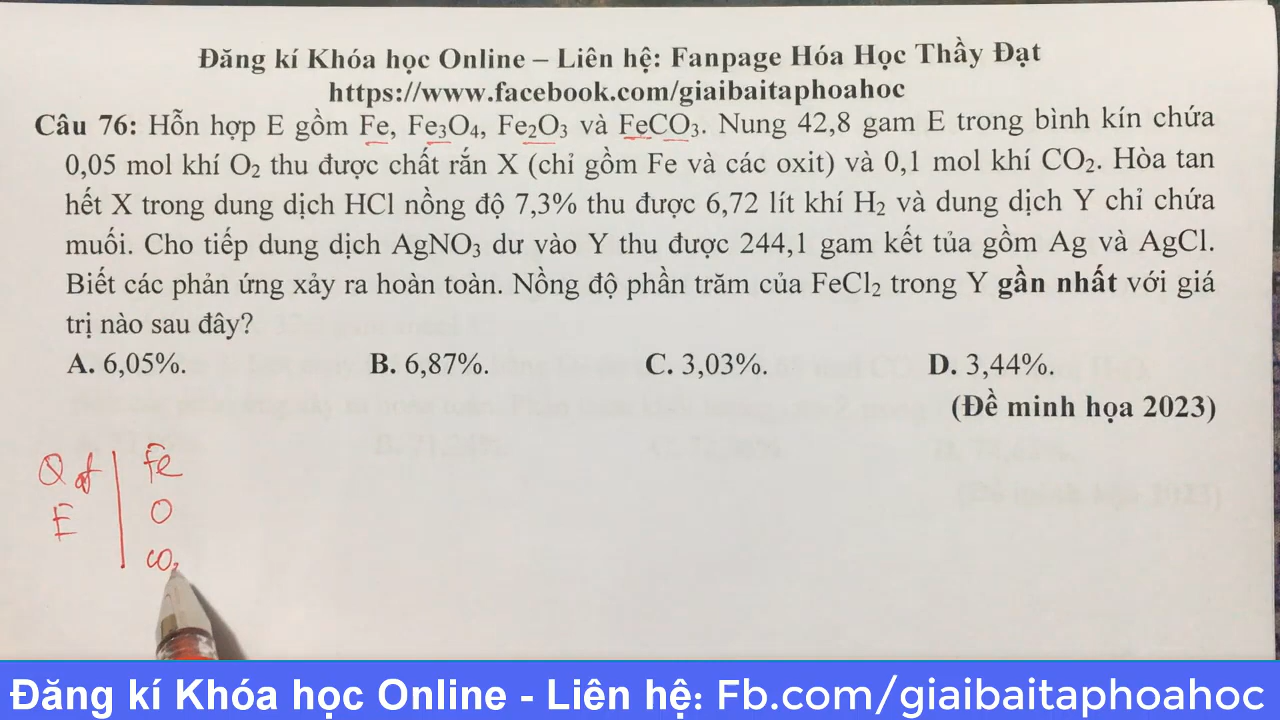 Đăng kí Khóa học Online – Liên hệ: Fanpage Hóa Học Thầy Đạt
https://www.facebook.com/giaibaitaphoahoc
Câu 76: Hỗn hợp E gồm Fe, Fe₃O₄, Fe₂O₃ và FeCO₃. Nung 42,8 gam E trong bình kín chứa
0,05 mol khí O₂ thu được chất rắn X (chỉ gồm Fe và các oxit) và 0,1 mol khí CO₂. Hòa tan
hết X trong dung dịch HCl nồng độ 7,3% thu được 6,72 lít khí H₂ và dung dịch Y chỉ chứa
muối. Cho tiếp dung dịch AgNO₃ dư vào Y thu được 244,1 gam kết tủa gồm Ag và AgCl.
Biết các phản ứng xảy ra hoàn toàn. Nồng độ phần trăm của FeCl₂ trong Y gần nhất với giá
trị nào sau đây?
A. 6,05%. B. 6,87%. C. 3,03%. D. 3,44%.
(Đề minh họa 2023)
Qđ Fe
E O
CO₂
Đăng kí Khóa học Online - Liên hệ: Fb.com/giaibaitaphoahoc